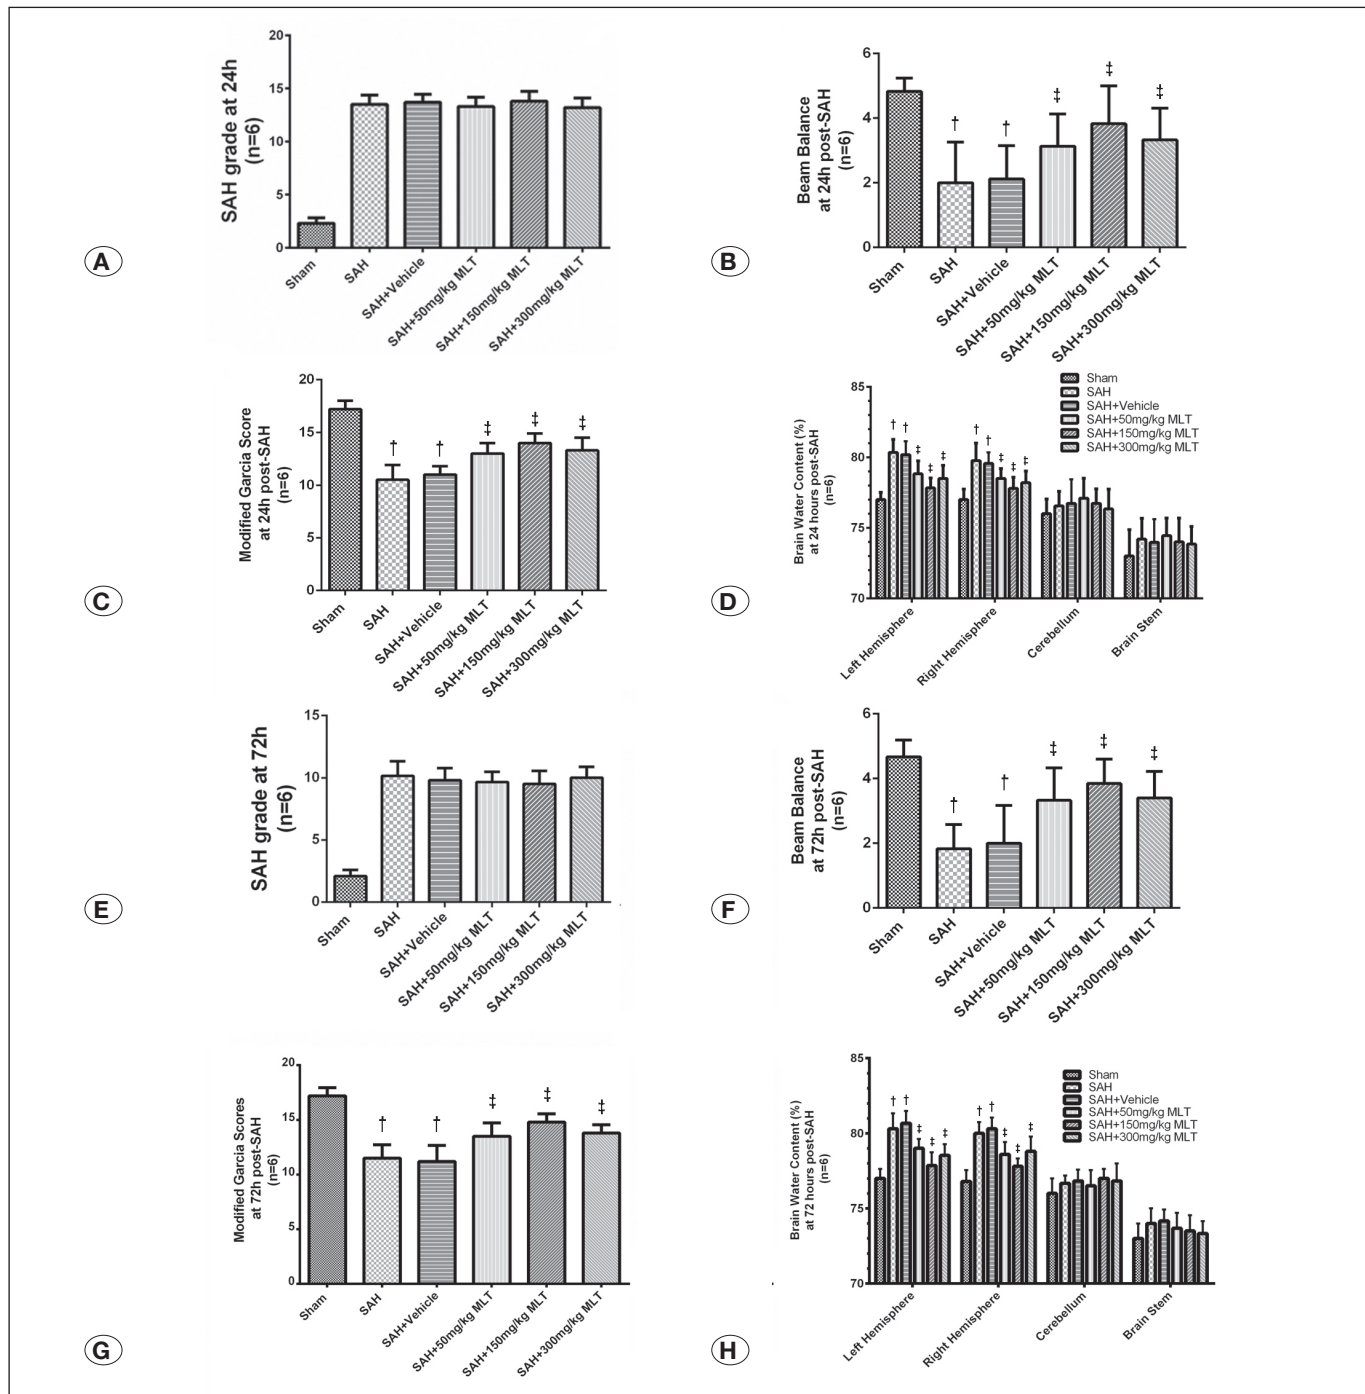 SAH grade at 24h
(n=6)
20
15
10
5
0
Sham
SAH
SAH+Vehicle
SAH+50mg/kg MLT
SAH+150mg/kg MLT
SAH+300mg/kg MLT
A
Beam Balance
at 24h post-SAH
(n=6)
6
4
2
0
† † ‡ ‡ ‡
Sham
SAH
SAH+Vehicle
SAH+50mg/kg MLT
SAH+150mg/kg MLT
SAH+300mg/kg MLT
B
Modified Garcia Score
at 24h post-SAH
(n=6)
20
15
10
5
0
† † ‡ ‡ ‡
Sham
SAH
SAH+Vehicle
SAH+50mg/kg MLT
SAH+150mg/kg MLT
SAH+300mg/kg MLT
C
Brain Water Content (%)
at 24 hours post-SAH
(n=6)
85
80
75
70
Sham
SAH
SAH+Vehicle
SAH+50mg/kg MLT
SAH+150mg/kg MLT
SAH+300mg/kg MLT
† † ‡ ‡ ‡ † † ‡ ‡ ‡
Left Hemisphere
Right Hemisphere
Cerebellum
Brain Stem
D
SAH grade at 72h
(n=6)
15
10
5
0
Sham
SAH
SAH+Vehicle
SAH+50mg/kg MLT
SAH+150mg/kg MLT
SAH+300mg/kg MLT
E
Beam Balance
at 72h post-SAH
(n=6)
6
4
2
0
† † ‡ ‡ ‡
Sham
SAH
SAH+Vehicle
SAH+50mg/kg MLT
SAH+150mg/kg MLT
SAH+300mg/kg MLT
F
Modified Garcia Scores
at 72h post-SAH
(n=6)
20
15
10
5
0
† † ‡ ‡ ‡
Sham
SAH
SAH+Vehicle
SAH+50mg/kg MLT
SAH+150mg/kg MLT
SAH+300mg/kg MLT
G
Brain Water Content (%)
at 72 hours post-SAH
(n=6)
85
80
75
70
Sham
SAH
SAH+Vehicle
SAH+50mg/kg MLT
SAH+150mg/kg MLT
SAH+300mg/kg MLT
† † ‡ ‡ ‡ † † ‡ ‡ ‡
Left Hemisphere
Right Hemisphere
Cerebellum
Brain Stem
H